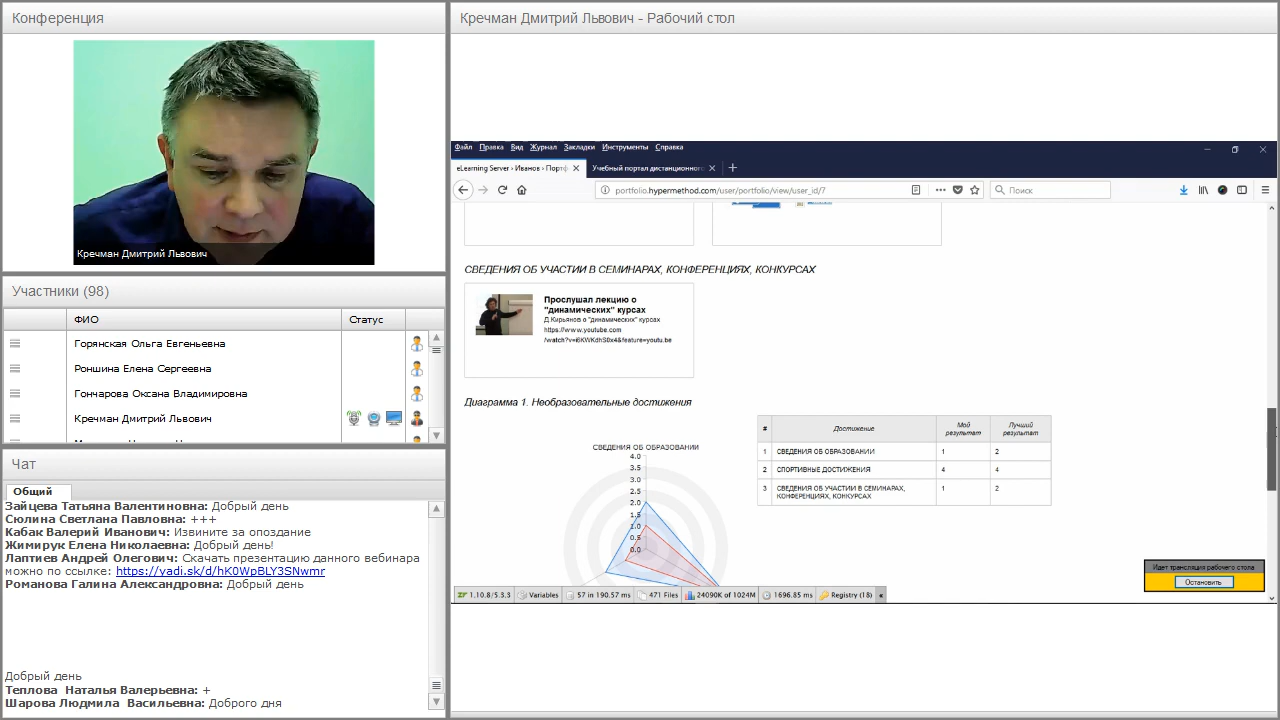 Конференция
Кречман Дмитрий Львович
Участники (98)
ФИО Статус
Горянская Ольга Евгеньевна
Роншина Елена Сергеевна
Гончарова Оксана Владимировна
Кречман Дмитрий Львович
Чат
Общий
Зайцева Татьяна Валентиновна: Добрый день
Сюлина Светлана Павловна: +++
Кабак Валерий Иванович: Извините за опоздание
Жимирук Елена Николаевна: Добрый день!
Лаптиев Андрей Олегович: Скачать презентацию данного вебинара
можно по ссылке: https://yadi.sk/d/hK0WpBLY3SNwmr
Романова Галина Александровна: Добрый день
Добрый день
Теплова Наталья Валерьевна: +
Шарова Людмила Васильевна: Доброго дня
Кречман Дмитрий Львович - Рабочий стол
Файл Правка Вид Журнал Закладки Инструменты Справка
eLearning Server › Иванов › Портф
Учебный портал дистанционного
portfolio.hypermethod.com/user/portfolio/view/user_id/7
Поиск
СВЕДЕНИЯ ОБ УЧАСТИИ В СЕМИНАРАХ, КОНФЕРЕНЦИЯХ, КОНКУРСАХ
Прослушал лекцию о
"динамических" курсах
Д.Кирьянов о "динамических" курсах
https://www.youtube.com
/watch?v=i6KWKdhS0x4&feature=youtu.be
Диаграмма 1. Необразовательные достижения
СВЕДЕНИЯ ОБ ОБРАЗОВАНИИ
4.0
3.5
3.0
2.5
2.0
1.5
1.0
0.5
0.0
# Достижение Мой результат Лучший результат
1 СВЕДЕНИЯ ОБ ОБРАЗОВАНИИ 1 2
2 СПОРТИВНЫЕ ДОСТИЖЕНИЯ 4 4
3 СВЕДЕНИЯ ОБ УЧАСТИИ В СЕМИНАРАХ, КОНФЕРЕНЦИЯХ, КОНКУРСАХ 1 2
Идет трансляция рабочего стола
Остановить
1.10.8/5.3.5 Variables 57 in 190.57 ms 471 Files 24090K of 1024M 1696.85 ms Registry (18) «